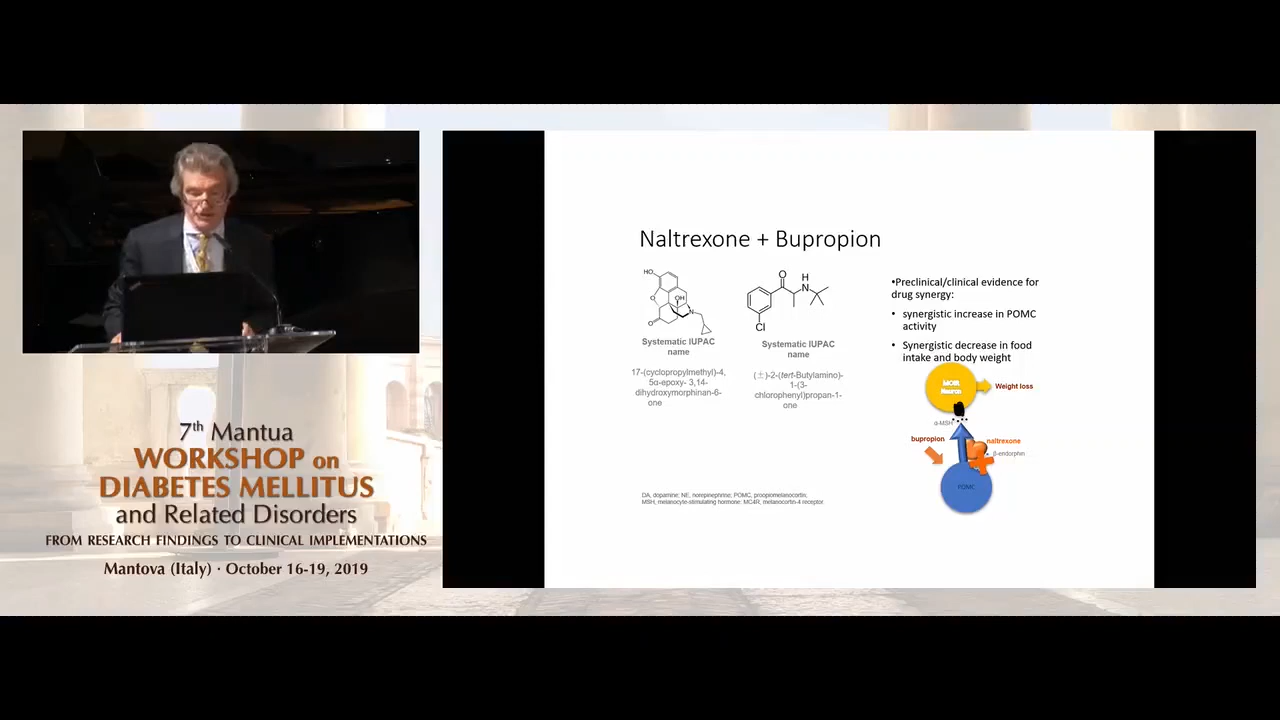 7th Mantua
WORKSHOP on
DIABETES MELLITUS
and Related Disorders
FROM RESEARCH FINDINGS TO CLINICAL IMPLEMENTATIONS
Mantova (Italy) · October 16-19, 2019
Naltrexone + Bupropion
HO
O
OH
N
O
O
H
N
Cl
Systematic IUPAC
name
17-(cyclopropylmethyl)-4,
5α-epoxy- 3,14-
dihydroxymorphinan-6-
one
Systematic IUPAC
name
(±)-2-(tert-Butylamino)-
1-(3-
chlorophenyl)propan-1-
one
•Preclinical/clinical evidence for
drug synergy:
• synergistic increase in POMC
activity
• Synergistic decrease in food
intake and body weight
MC4R
Neuron
Weight loss
α-MSH
bupropion
naltrexone
β-endorphin
POMC
DA, dopamine; NE, norepinephrine; POMC, proopiomelanocortin;
MSH, melanocyte-stimulating hormone; MC4R, melanocortin-4 receptor